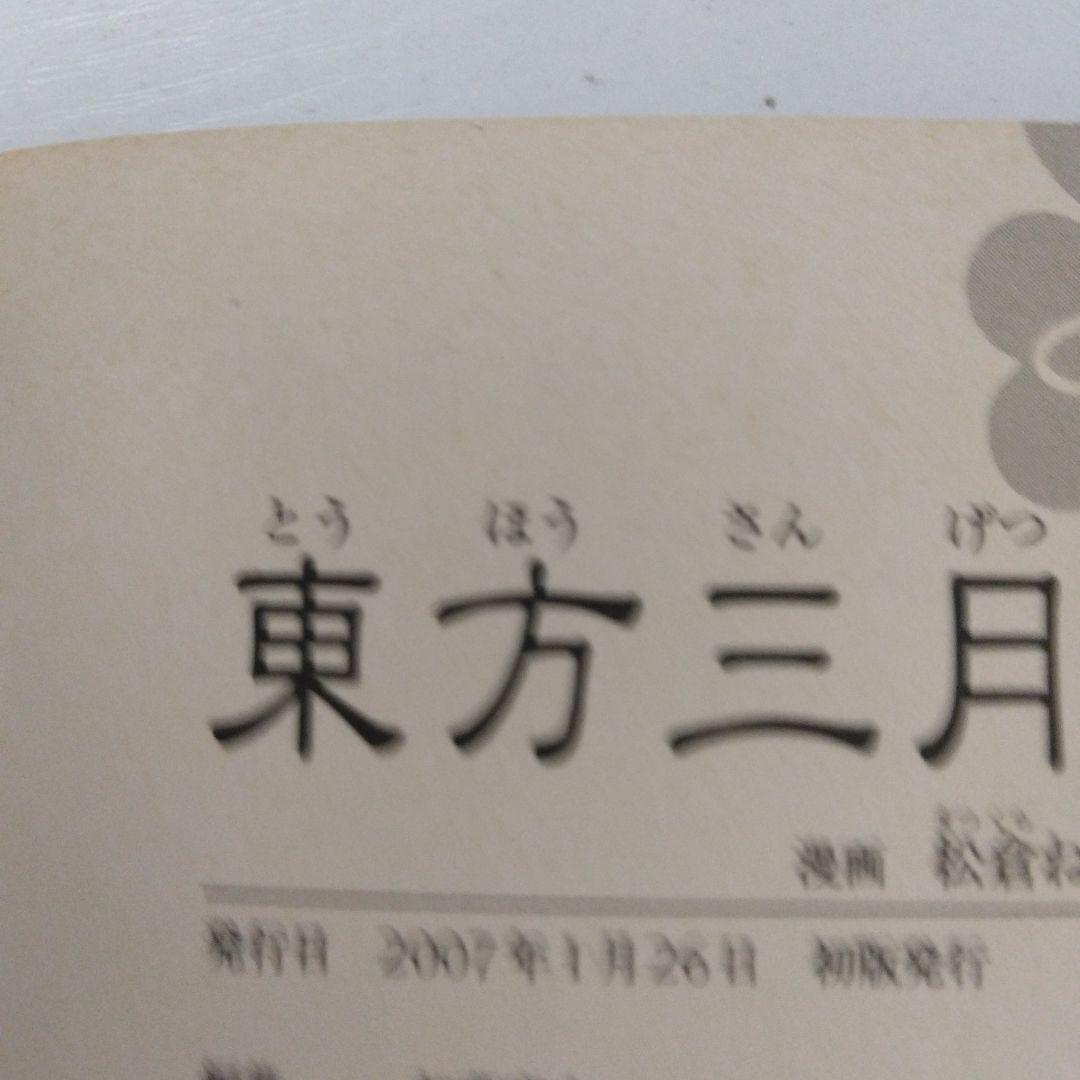 とう ほう さん げつ
東方三月
漫画 松倉ね
発行日 2007年1月26日 初版発行